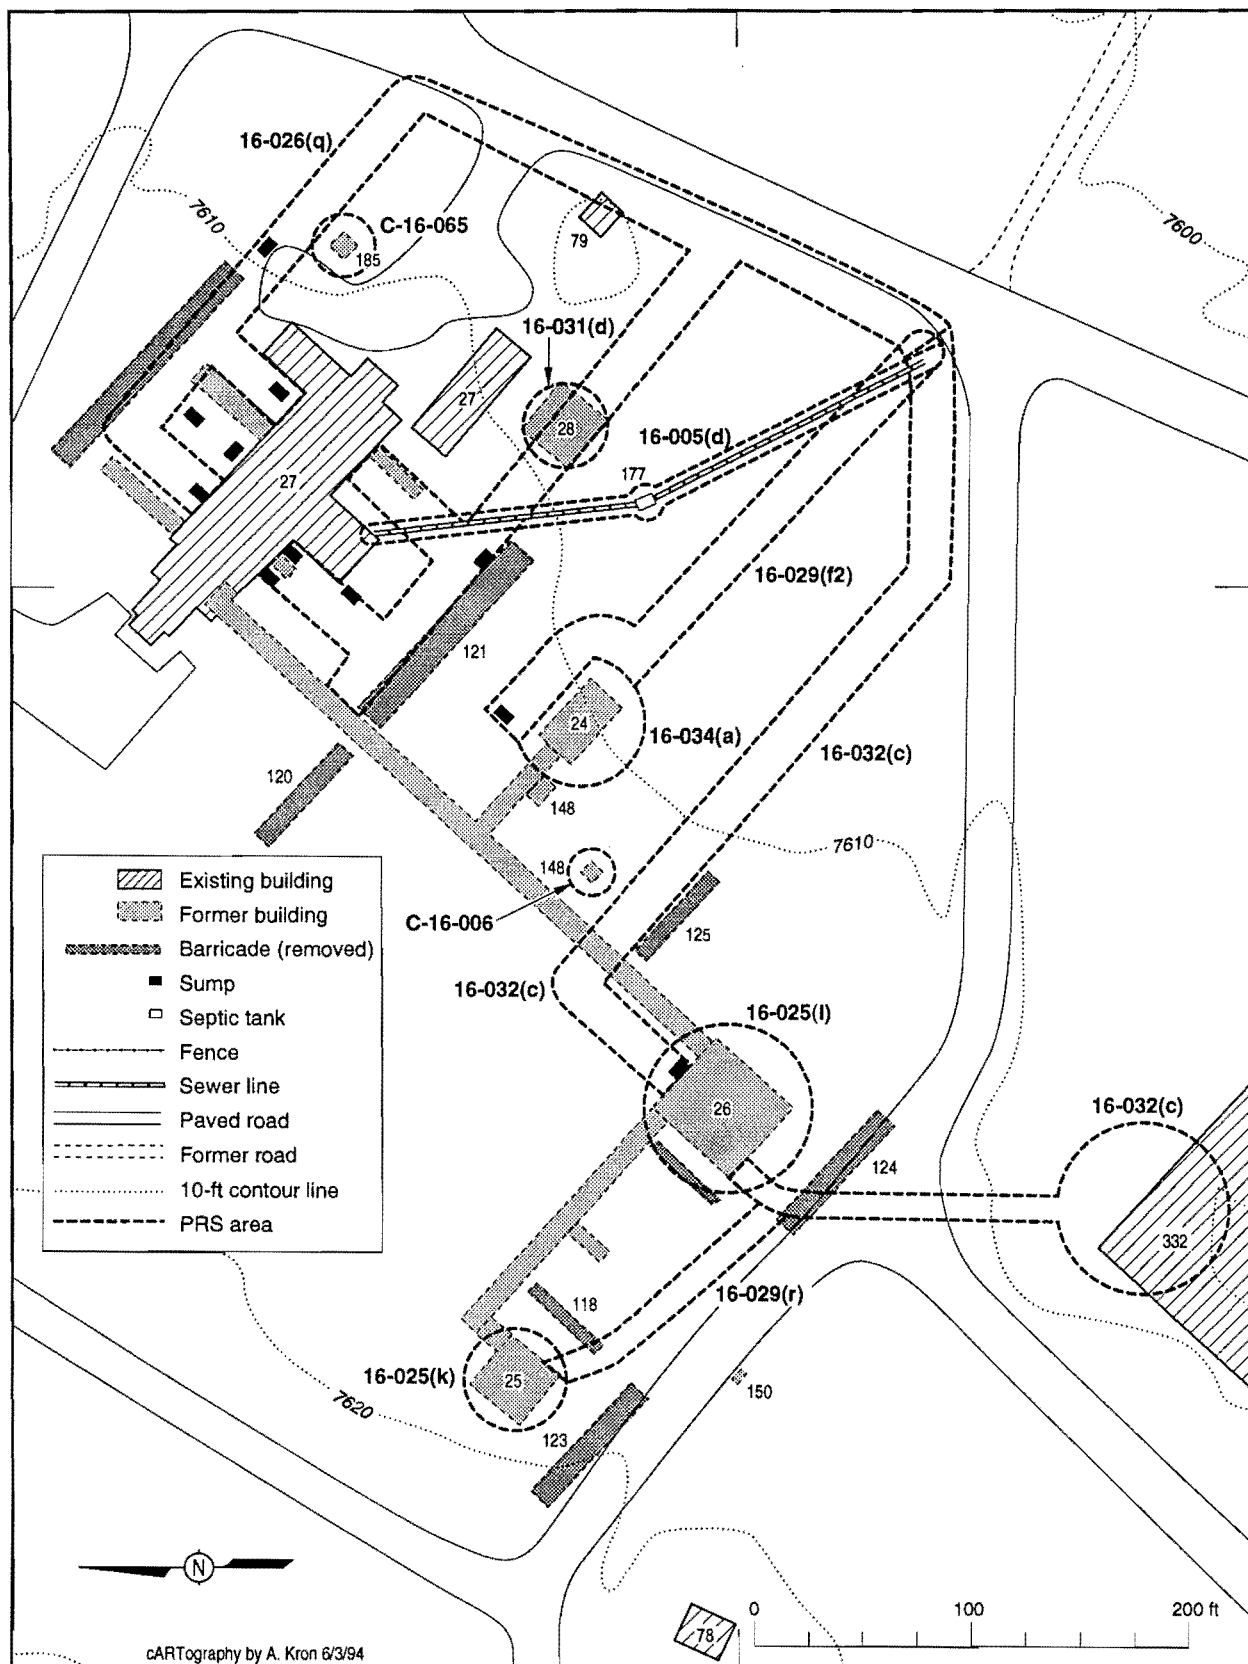 16-026(q)
7610
C-16-065
185
79
7600
16-031(d)
27
28
16-005(d)
177
27
16-029(f2)
121
24
16-034(a)
16-032(c)
120
148
7610
148
C-16-006
125
Existing building
Former building
Barricade (removed)
Sump
Septic tank
Fence
Sewer line
Paved road
Former road
10-ft contour line
PRS area
16-032(c)
16-025(l)
26
16-032(c)
124
332
118
16-029(r)
16-025(k)
25
150
7620
123
N
78
0 100 200 ft
cARTography by A. Kron 6/3/94